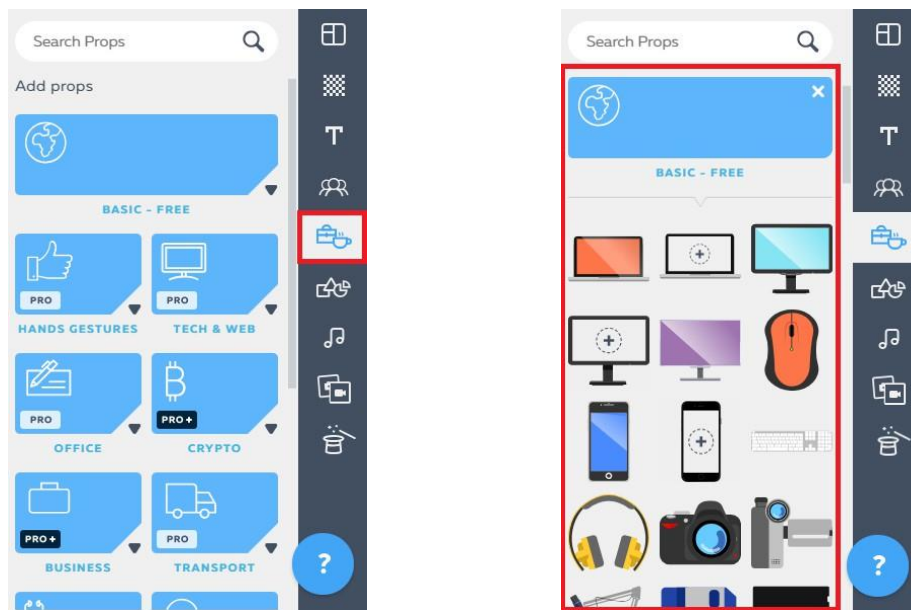 Search Props
Add props
BASIC - FREE
PRO
PRO
HANDS GESTURES
TECH & WEB
PRO
PRO+
OFFICE
CRYPTO
PRO+
PRO
BUSINESS
TRANSPORT
?
Search Props
BASIC - FREE
?